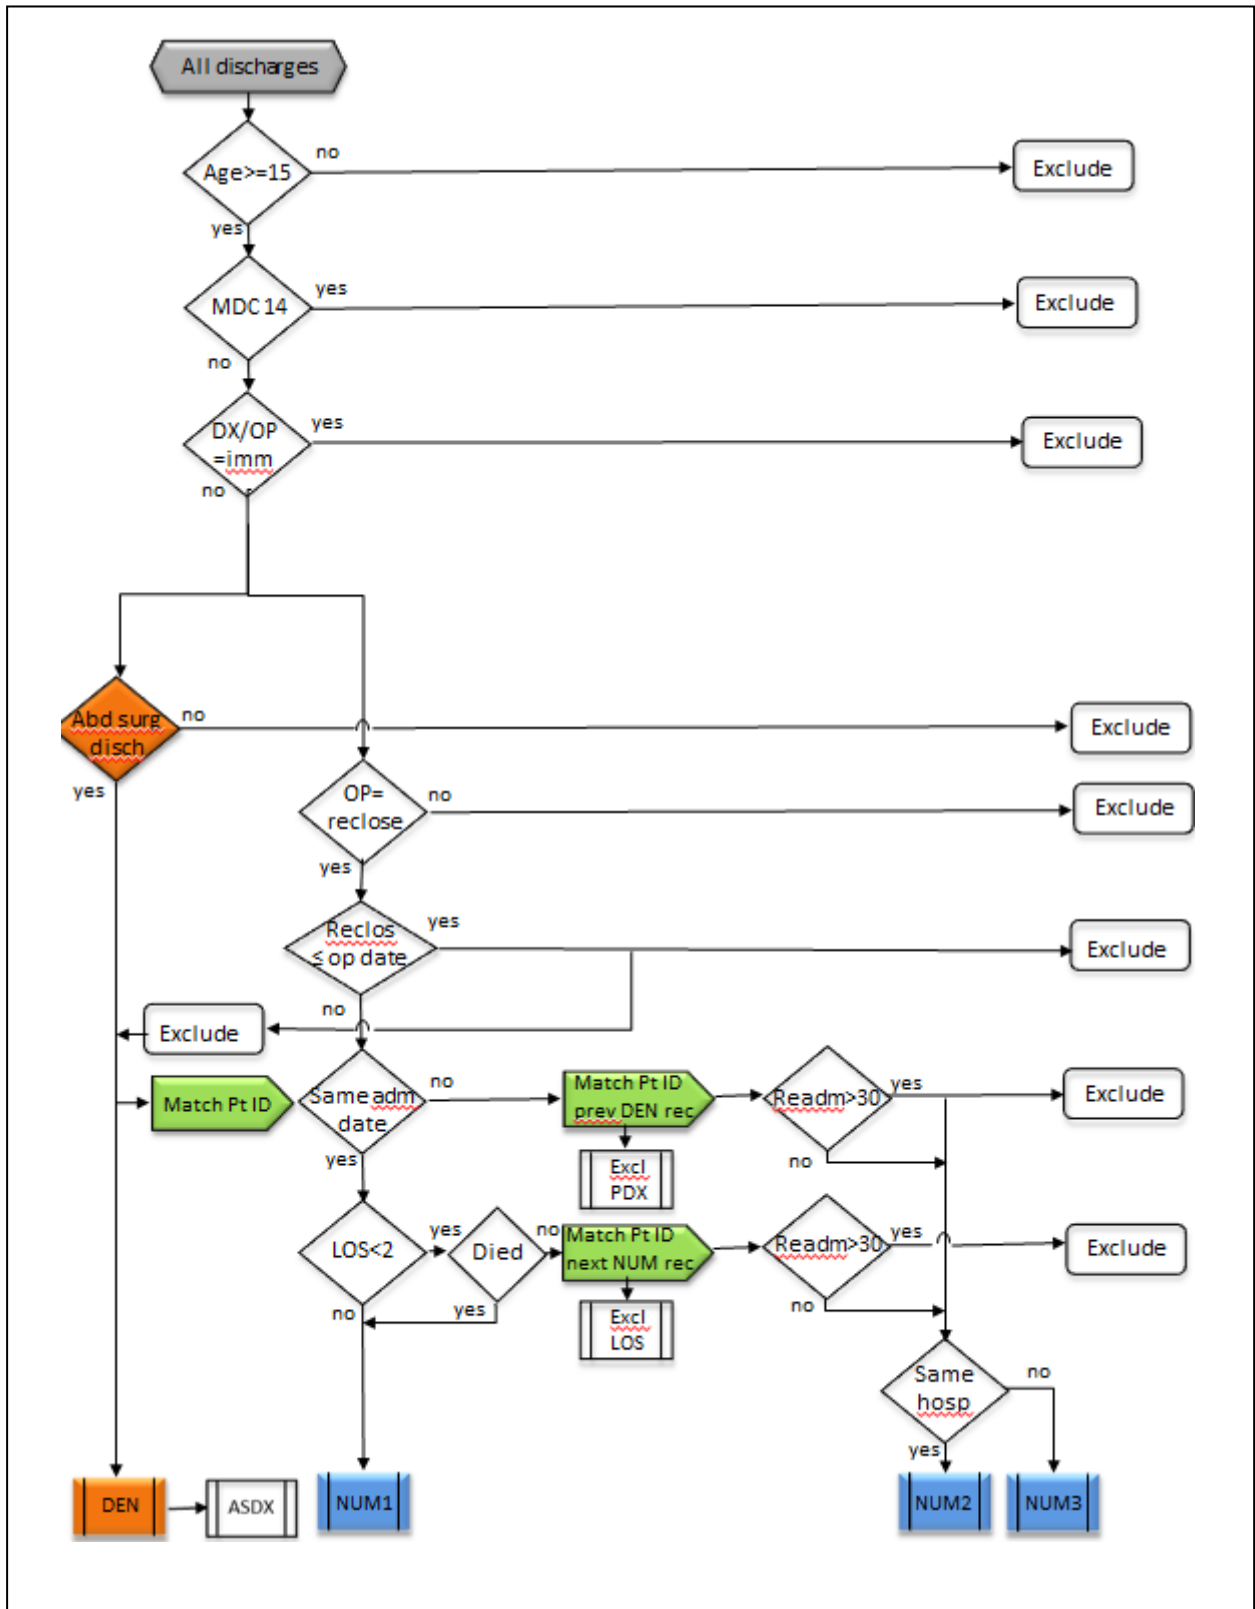 All discharges
Age>=15
no
Exclude
yes
MDC 14
yes
Exclude
no
DX/OP
=imm
yes
Exclude
no
Abd surg
disch
no
Exclude
yes
OP=
reclose
no
Exclude
yes
Reclos
≤ op date
yes
Exclude
no
Exclude
Match Pt ID
Same adm
date
no
Match Pt ID
prev DEN rec
Readm>30
yes
Exclude
no
Excl
PDX
yes
LOS<2
yes
Died
no
Match Pt ID
next NUM rec
Readm>30
yes
Exclude
no
Excl
LOS
no
yes
Same
hosp
no
yes
DEN
ASDX
NUM1
NUM2
NUM3